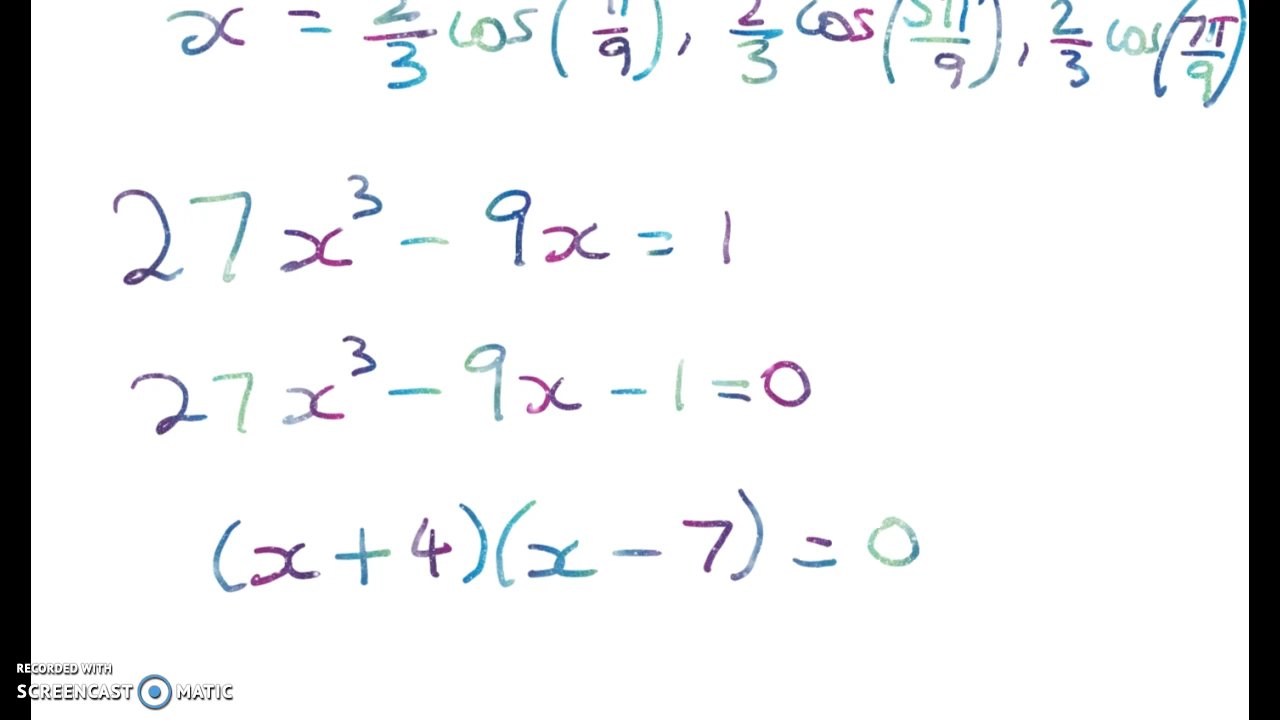 x = 2/3 cos(π/9), 2/3 cos(5π/9), 2/3 cos(7π/9)
27x³ - 9x = 1
27x³ - 9x - 1 = 0
(x + 4)(x - 7) = 0
RECORDED WITH
SCREENCAST MATIC